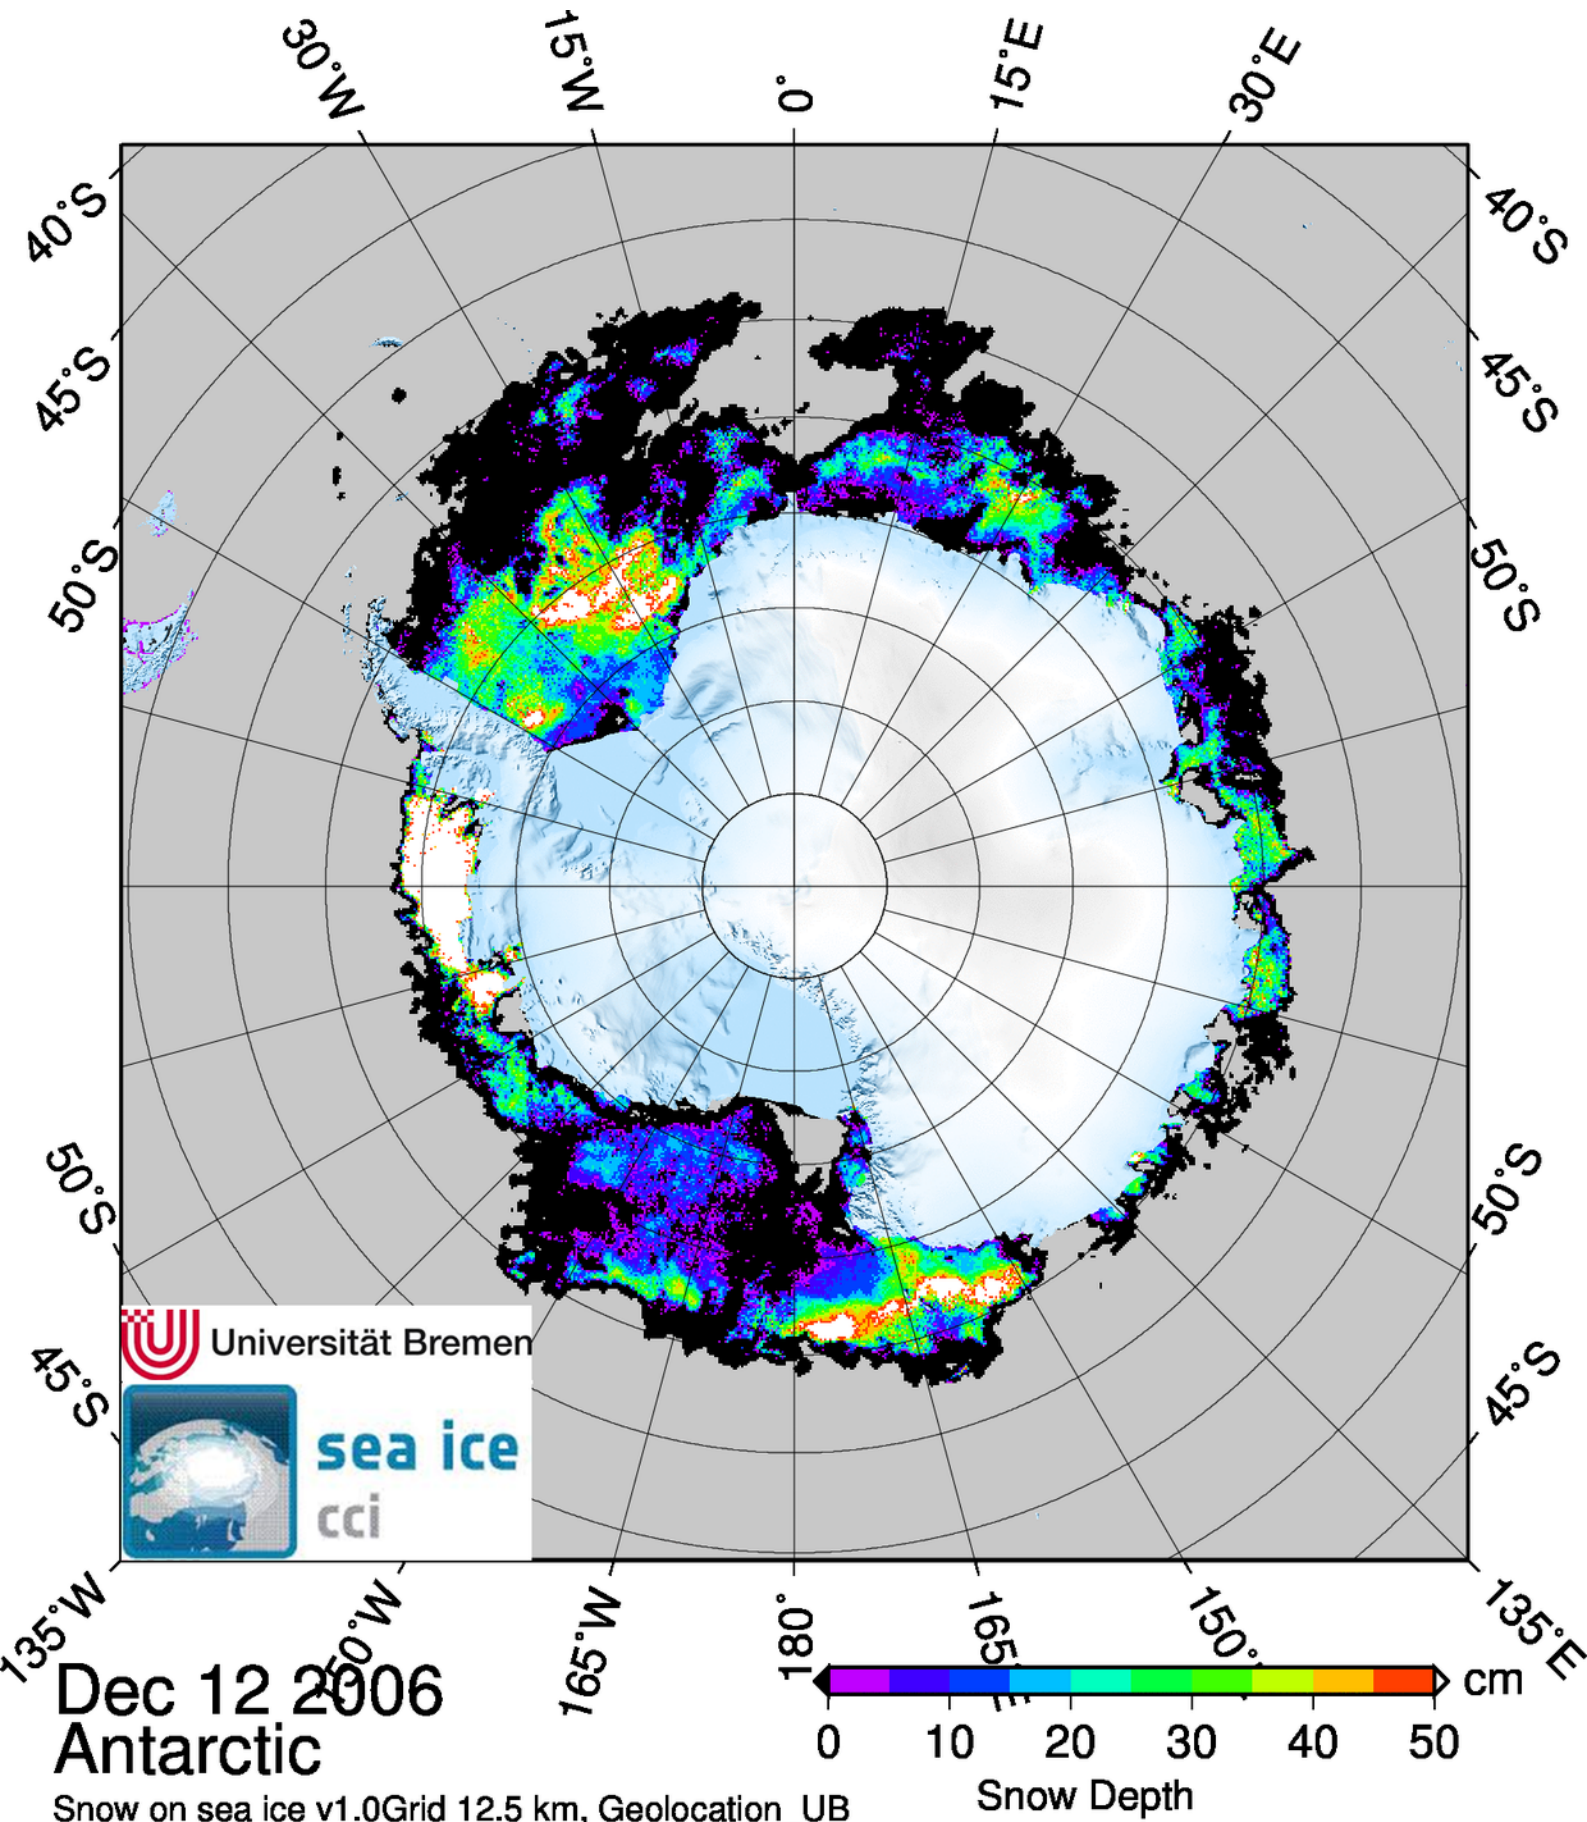 30°W 15°W 0° 15°E 30°E
40°S 40°S
45°S 45°S
50°S 50°S
50°S 50°S
45°S 45°S
Universität Bremen
sea ice
cci
135°W 150°W 165°W 180° 165°E 150° 135°E
Dec 12 2006
Antarctic
cm
0 10 20 30 40 50
Snow Depth
Snow on sea ice v1.0Grid 12.5 km, Geolocation UB